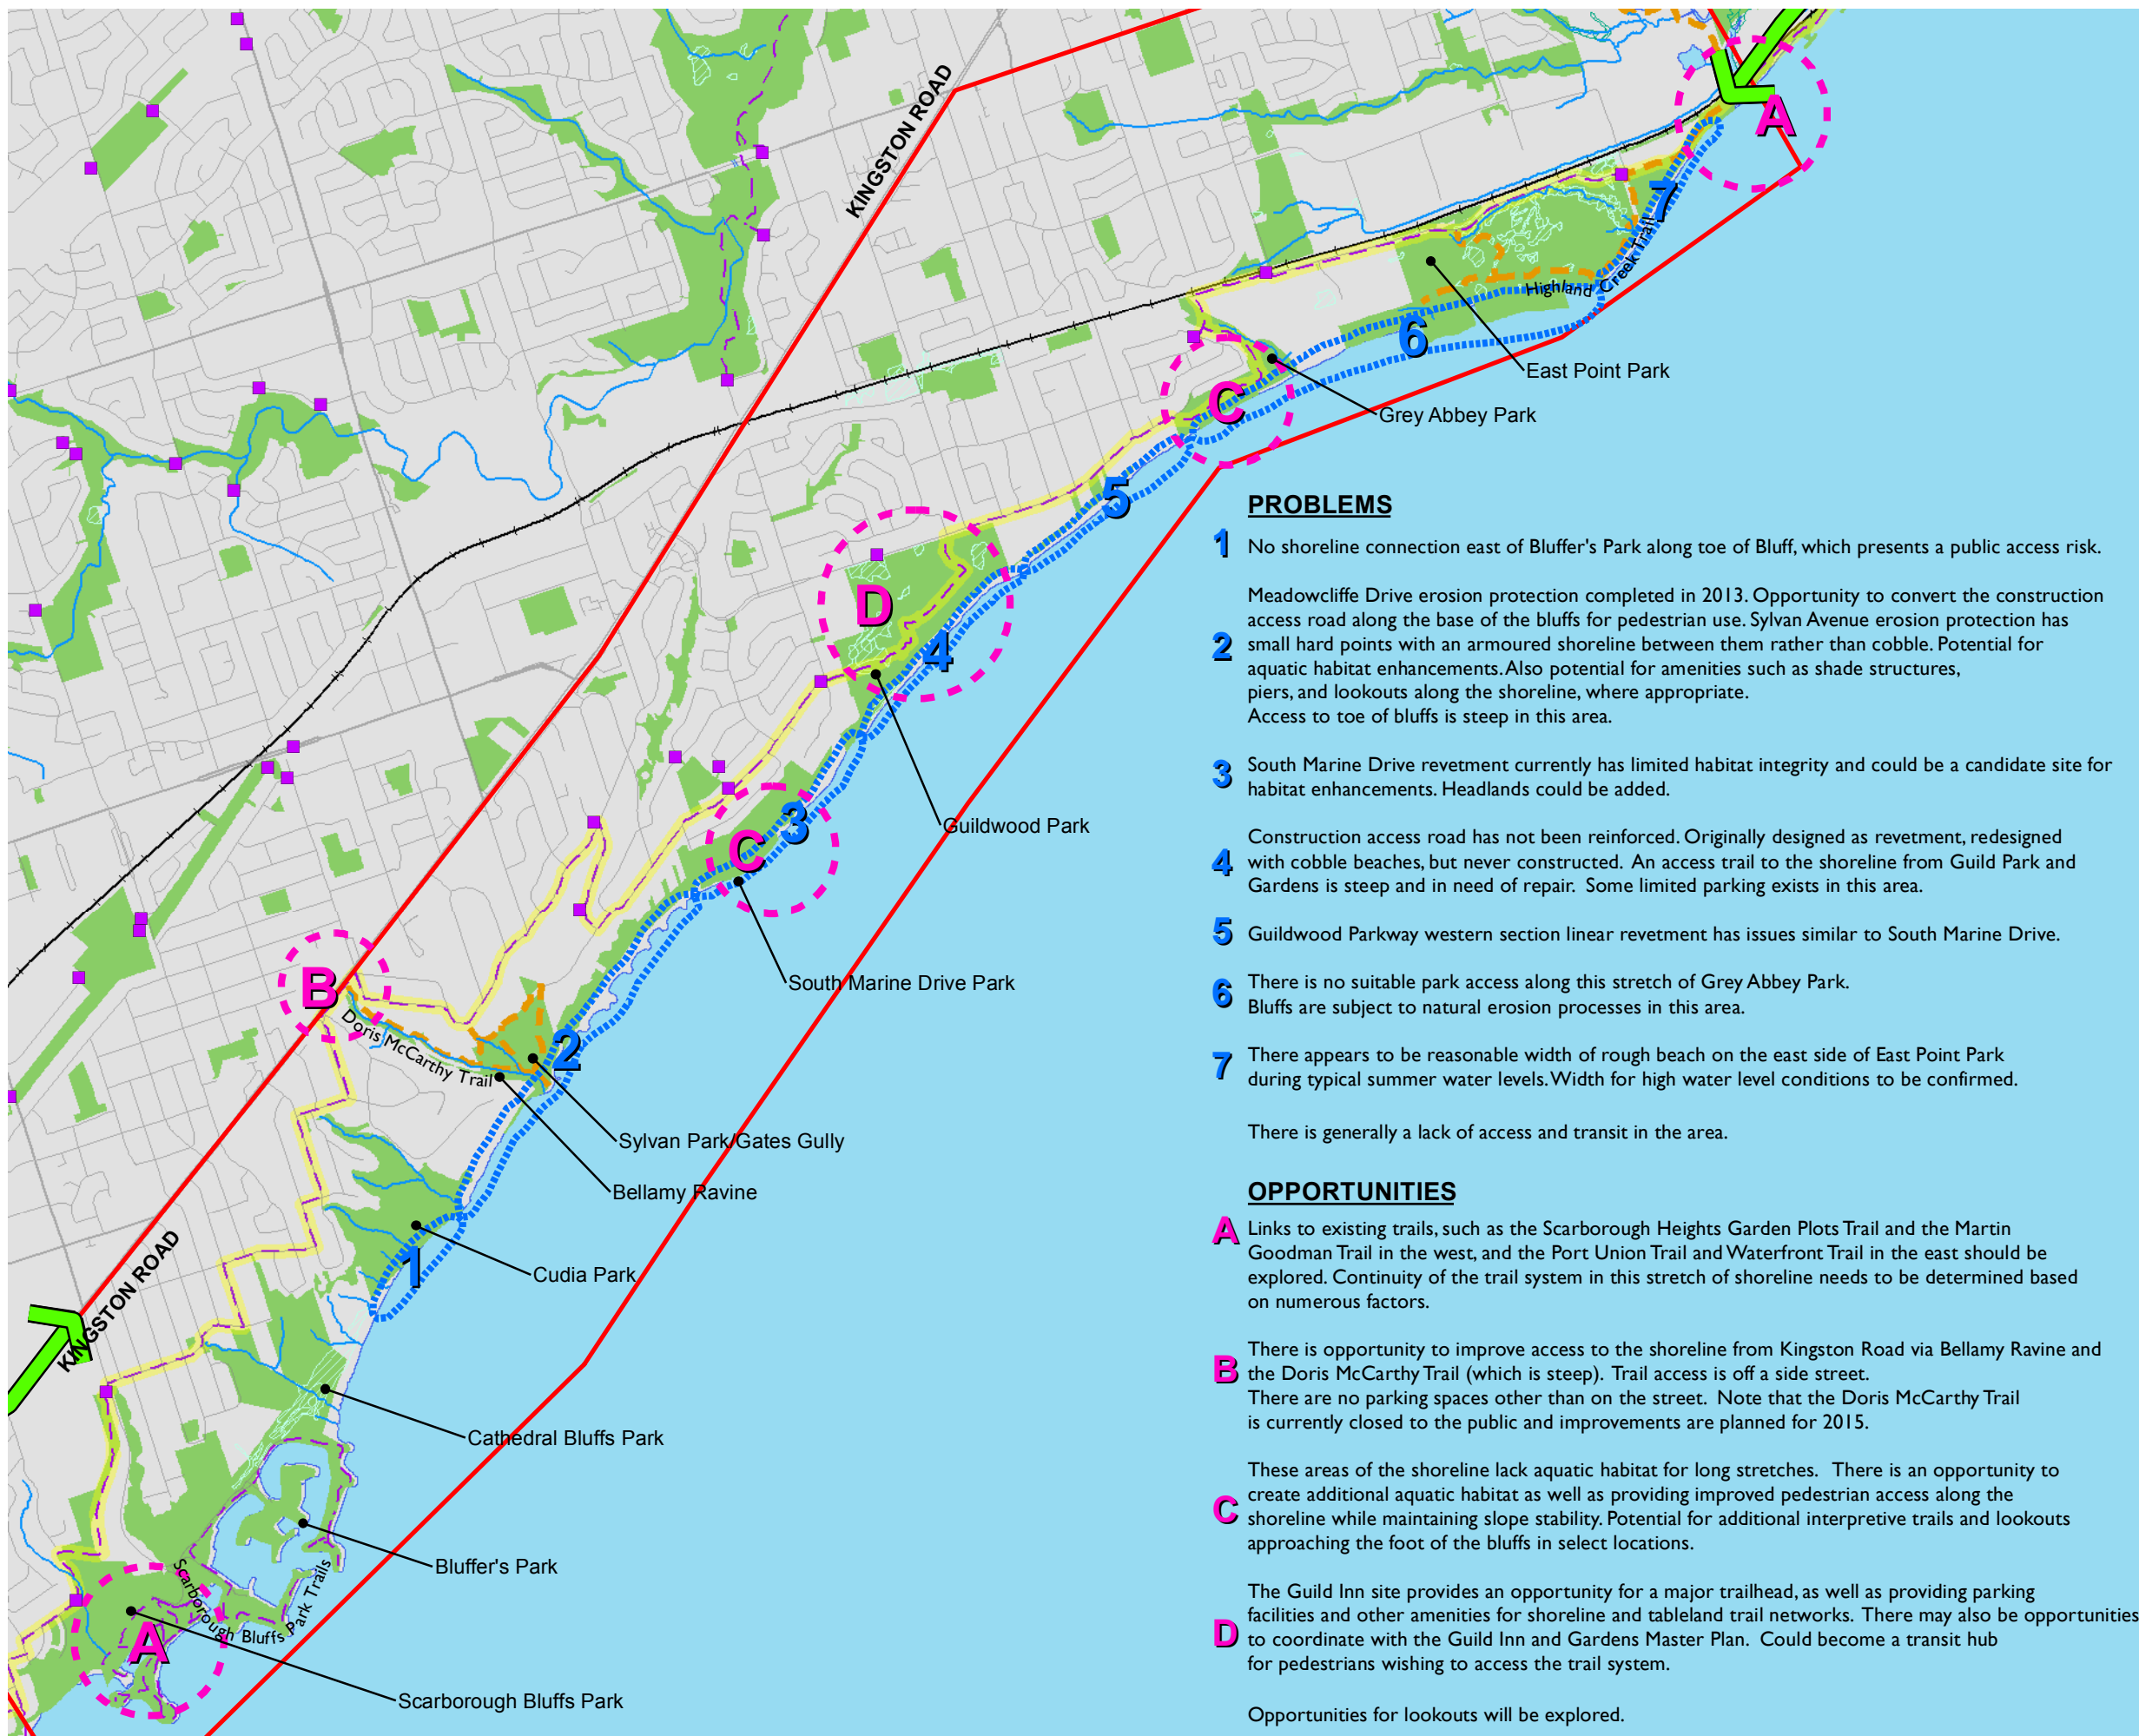 KINGSTON ROAD
A
7
Highland Creek Trail
6
East Point Park
C
Grey Abbey Park
5
D
4
Guildwood Park
3
C
South Marine Drive Park
B
Doris McCarthy Trail
2
Sylvan Park/Gates Gully
Bellamy Ravine
Cudia Park
1
KINGSTON ROAD
Cathedral Bluffs Park
Bluffer's Park
Scarborough Bluffs Park Trails
A
Scarborough Bluffs Park
PROBLEMS
1 No shoreline connection east of Bluffer's Park along toe of Bluff, which presents a public access risk.
Meadowcliffe Drive erosion protection completed in 2013. Opportunity to convert the construction
access road along the base of the bluffs for pedestrian use. Sylvan Avenue erosion protection has
2 small hard points with an armoured shoreline between them rather than cobble. Potential for
aquatic habitat enhancements. Also potential for amenities such as shade structures,
piers, and lookouts along the shoreline, where appropriate.
Access to toe of bluffs is steep in this area.
3 South Marine Drive revetment currently has limited habitat integrity and could be a candidate site for
habitat enhancements. Headlands could be added.
Construction access road has not been reinforced. Originally designed as revetment, redesigned
4 with cobble beaches, but never constructed. An access trail to the shoreline from Guild Park and
Gardens is steep and in need of repair. Some limited parking exists in this area.
5 Guildwood Parkway western section linear revetment has issues similar to South Marine Drive.
6 There is no suitable park access along this stretch of Grey Abbey Park.
Bluffs are subject to natural erosion processes in this area.
7 There appears to be reasonable width of rough beach on the east side of East Point Park
during typical summer water levels. Width for high water level conditions to be confirmed.
There is generally a lack of access and transit in the area.
OPPORTUNITIES
A Links to existing trails, such as the Scarborough Heights Garden Plots Trail and the Martin
Goodman Trail in the west, and the Port Union Trail and Waterfront Trail in the east should be
explored. Continuity of the trail system in this stretch of shoreline needs to be determined based
on numerous factors.
There is opportunity to improve access to the shoreline from Kingston Road via Bellamy Ravine and
B the Doris McCarthy Trail (which is steep). Trail access is off a side street.
There are no parking spaces other than on the street. Note that the Doris McCarthy Trail
is currently closed to the public and improvements are planned for 2015.
These areas of the shoreline lack aquatic habitat for long stretches. There is an opportunity to
C create additional aquatic habitat as well as providing improved pedestrian access along the
shoreline while maintaining slope stability. Potential for additional interpretive trails and lookouts
approaching the foot of the bluffs in select locations.
The Guild Inn site provides an opportunity for a major trailhead, as well as providing parking
facilities and other amenities for shoreline and tableland trail networks. There may also be opportunities
D to coordinate with the Guild Inn and Gardens Master Plan. Could become a transit hub
for pedestrians wishing to access the trail system.
Opportunities for lookouts will be explored.